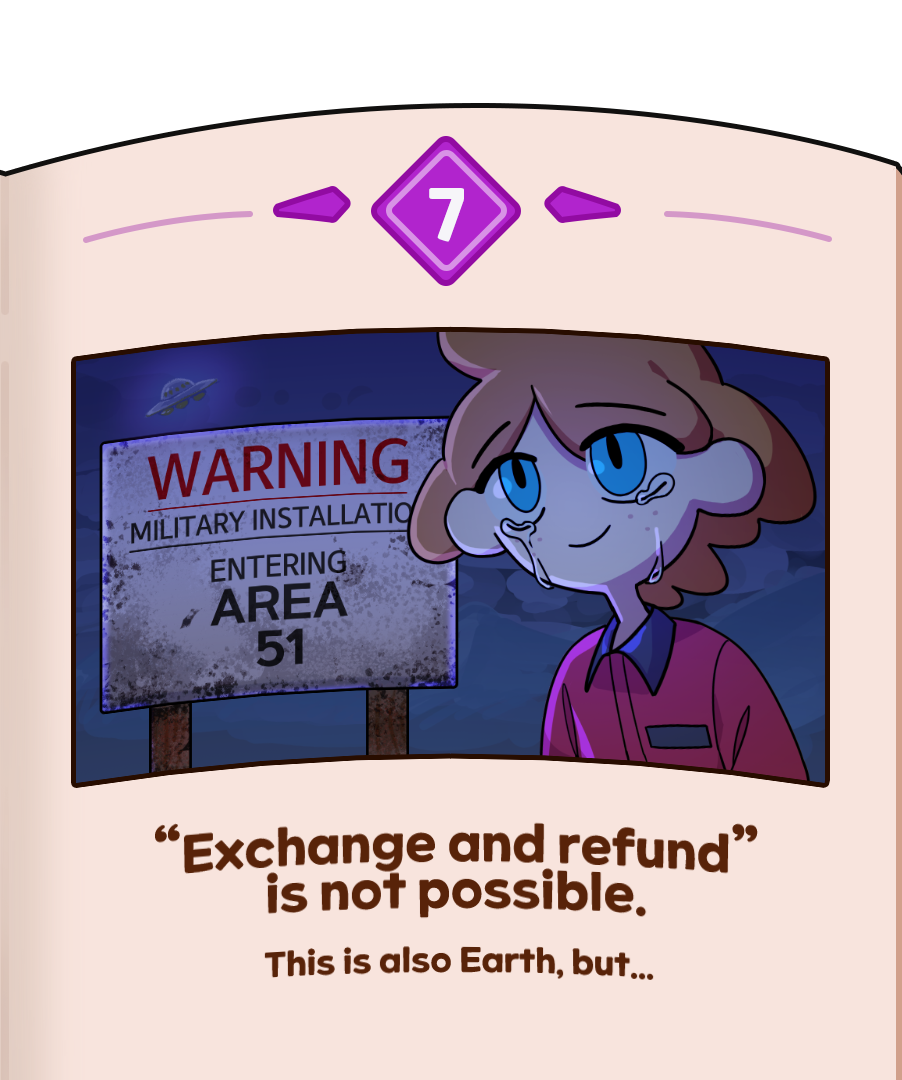 7
WARNING
MILITARY INSTALLATIO
ENTERING
AREA
51
“Exchange and refund”
is not possible.
This is also Earth, but...